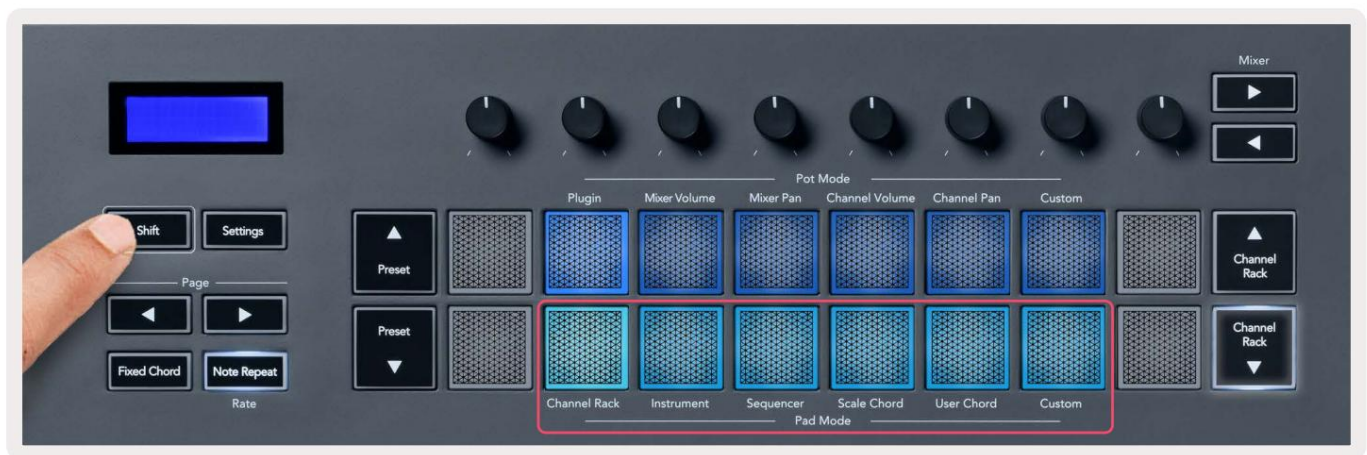 Mixer
Pot Mode
Plugin Mixer Volume Mixer Pan Channel Volume Channel Pan Custom
Shift Settings
Preset
Channel
Rack
Page
Preset
Channel
Rack
Fixed Chord Note Repeat
Rate
Channel Rack Instrument Sequencer Scale Chord User Chord Custom
Pad Mode